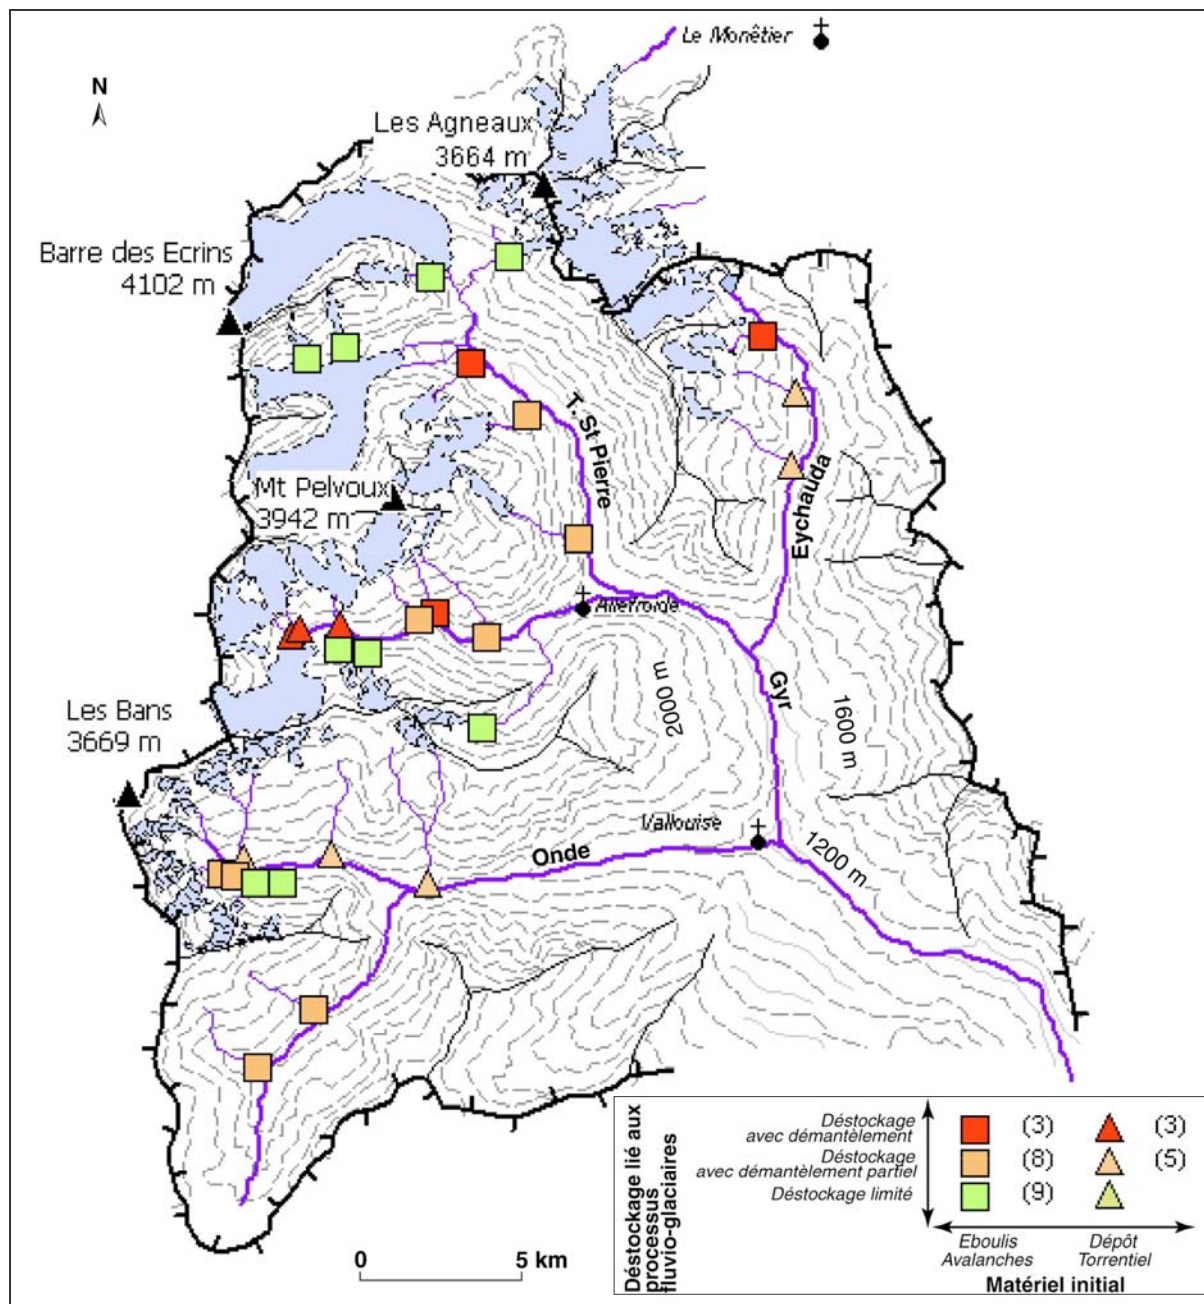 Le Monêtier
N
Les Agneaux
3664 m
Barre des Ecrins
4102 m
T. St Pierre
Mt Pelvoux
3942 m
Eychauda
Ailefroide
2000 m
Gyr
1600 m
Les Bans
3669 m
Vallouise
Onde
1200 m
0 5 km
Déstockage lié aux
processus
fluvio-glaciaires
Déstockage
avec démantèlement
(3) (3)
Déstockage
avec démantèlement partiel
(8) (5)
Déstockage limité
(9)
Eboulis
Avalanches
Dépôt
Torrentiel
Matériel initial